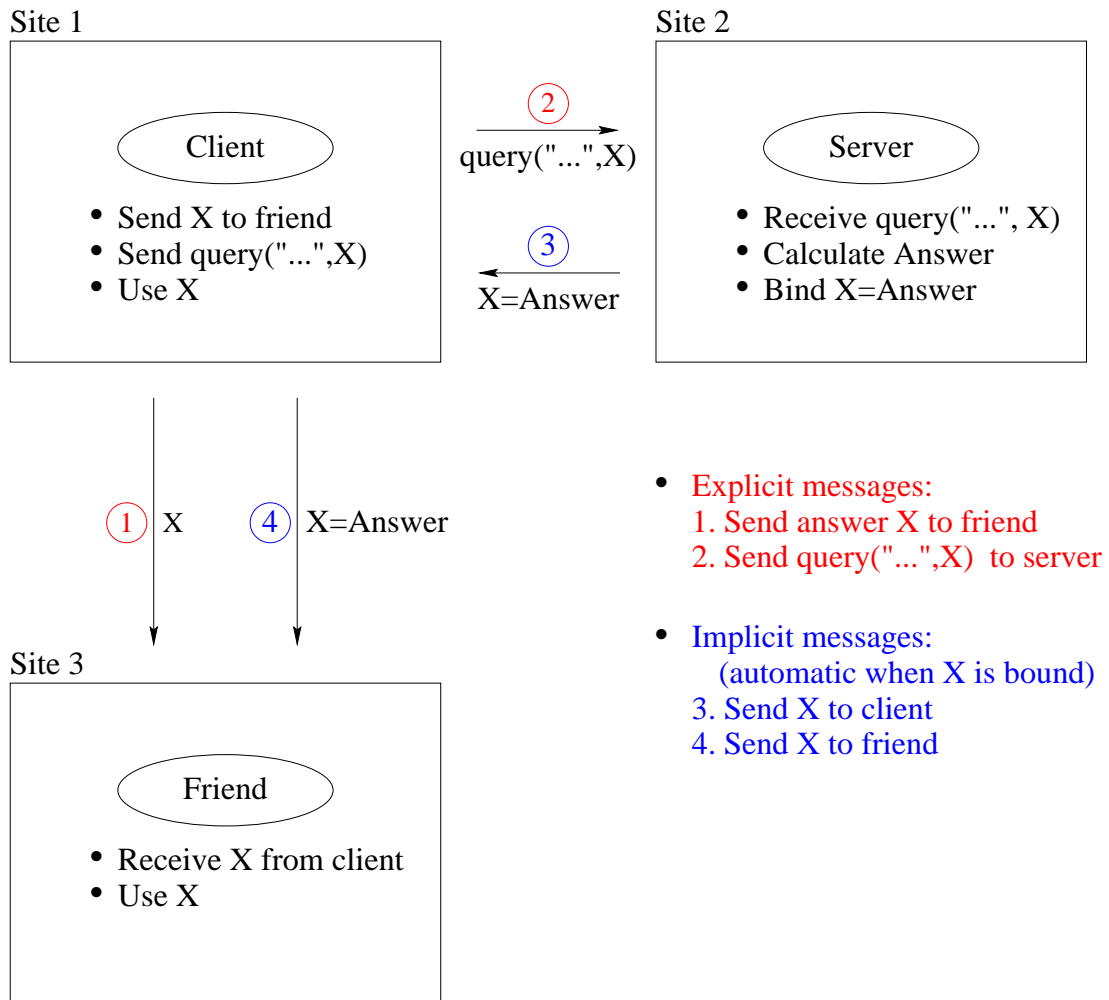 Site 1
Client
• Send X to friend
• Send query("...",X)
• Use X
2
query("...",X)
3
X=Answer
Site 2
Server
• Receive query("...", X)
• Calculate Answer
• Bind X=Answer
1 X
4 X=Answer
• Explicit messages:
1. Send answer X to friend
2. Send query("...",X) to server
• Implicit messages:
(automatic when X is bound)
3. Send X to client
4. Send X to friend
Site 3
Friend
• Receive X from client
• Use X